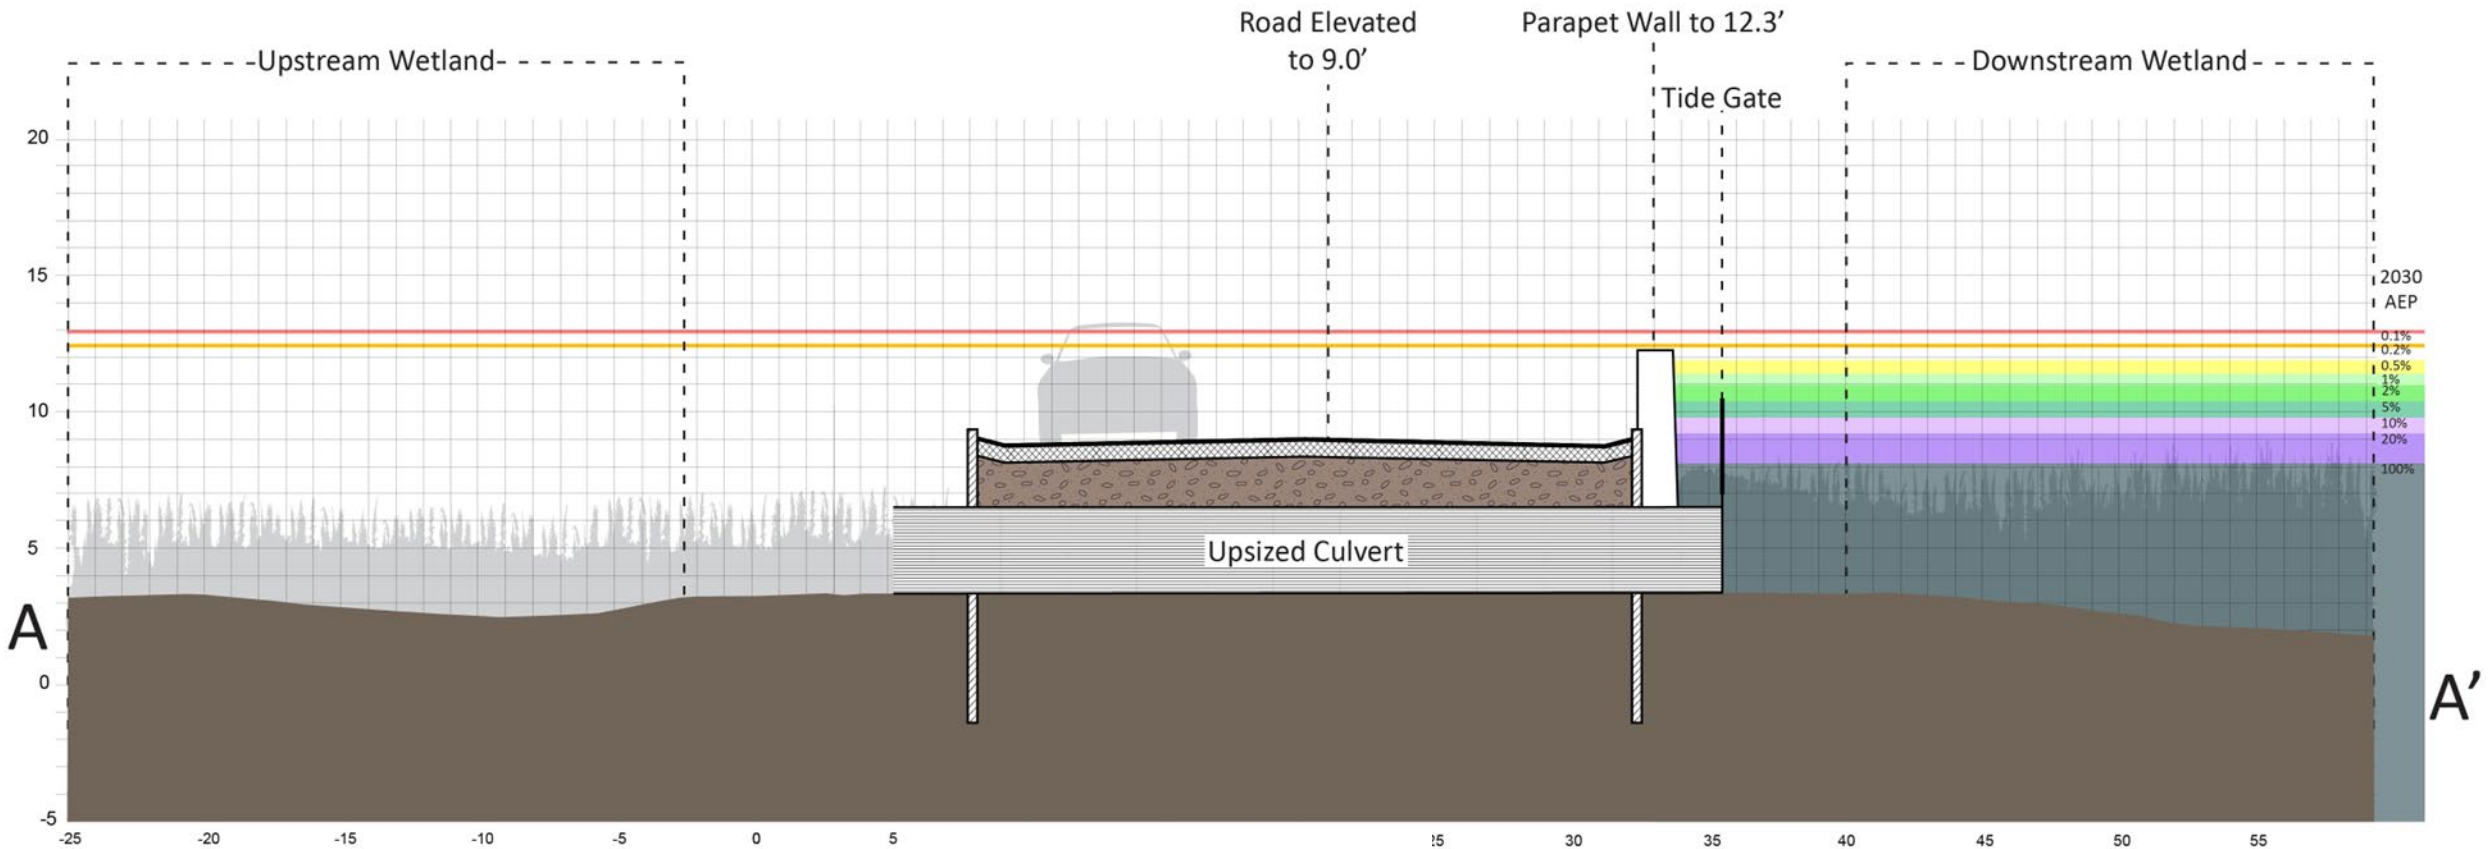 Road Elevated
to 9.0’
Parapet Wall to 12.3’
Upstream Wetland
Downstream Wetland
Tide Gate
20
15
10
5
0
-5
2030
AEP
0.1%
0.2%
0.5%
1%
2%
5%
10%
20%
100%
Upsized Culvert
A
A’
-25 -20 -15 -10 -5 0 5 25 30 35 40 45 50 55